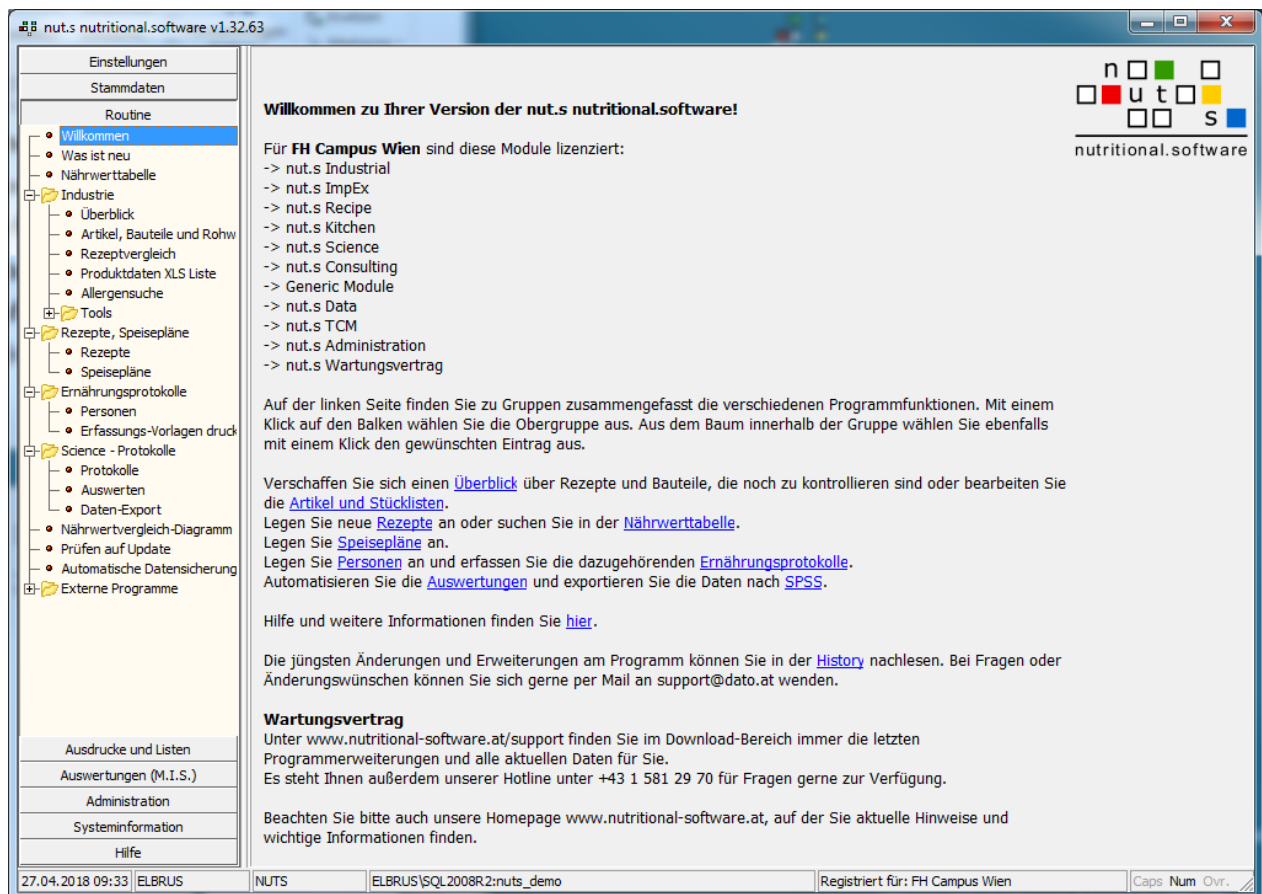 nut.s nutritional.software v1.32.63
Einstellungen
Stammdaten
Routine
Willkommen
Was ist neu
Nährwerttabelle
Industrie
Überblick
Artikel, Bauteile und Rohw
Rezeptvergleich
Produktdaten XLS Liste
Allergensuche
Tools
Rezepte, Speisepläne
Rezepte
Speisepläne
Ernährungsprotokolle
Personen
Erfassungs-Vorlagen druck
Science - Protokolle
Protokolle
Auswerten
Daten-Export
Nährwertvergleich-Diagramm
Prüfen auf Update
Automatische Datensicherung
Externe Programme
Ausdrucke und Listen
Auswertungen (M.I.S.)
Administration
Systeminformation
Hilfe
Willkommen zu Ihrer Version der nut.s nutritional.software!
Für FH Campus Wien sind diese Module lizenziert:
-> nut.s Industrial
-> nut.s ImpEx
-> nut.s Recipe
-> nut.s Kitchen
-> nut.s Science
-> nut.s Consulting
-> Generic Module
-> nut.s Data
-> nut.s TCM
-> nut.s Administration
-> nut.s Wartungsvertrag
Auf der linken Seite finden Sie zu Gruppen zusammengefasst die verschiedenen Programmfunktionen. Mit einem
Klick auf den Balken wählen Sie die Obergruppe aus. Aus dem Baum innerhalb der Gruppe wählen Sie ebenfalls
mit einem Klick den gewünschten Eintrag aus.
Verschaffen Sie sich einen Überblick über Rezepte und Bauteile, die noch zu kontrollieren sind oder bearbeiten Sie
die Artikel und Stücklisten.
Legen Sie neue Rezepte an oder suchen Sie in der Nährwerttabelle.
Legen Sie Speisepläne an.
Legen Sie Personen an und erfassen Sie die dazugehörenden Ernährungsprotokolle.
Automatisieren Sie die Auswertungen und exportieren Sie die Daten nach SPSS.
Hilfe und weitere Informationen finden Sie hier.
Die jüngsten Änderungen und Erweiterungen am Programm können Sie in der History nachlesen. Bei Fragen oder
Änderungswünschen können Sie sich gerne per Mail an support@dato.at wenden.
Wartungsvertrag
Unter www.nutritional-software.at/support finden Sie im Download-Bereich immer die letzten
Programmerweiterungen und alle aktuellen Daten für Sie.
Es steht Ihnen außerdem unserer Hotline unter +43 1 581 29 70 für Fragen gerne zur Verfügung.
Beachten Sie bitte auch unsere Homepage www.nutritional-software.at, auf der Sie aktuelle Hinweise und
wichtige Informationen finden.
n
u t
s
nutritional.software
27.04.2018 09:33 ELBRUS NUTS ELBRUS\SQL2008R2:nuts_demo Registriert für: FH Campus Wien Caps Num Ovr.